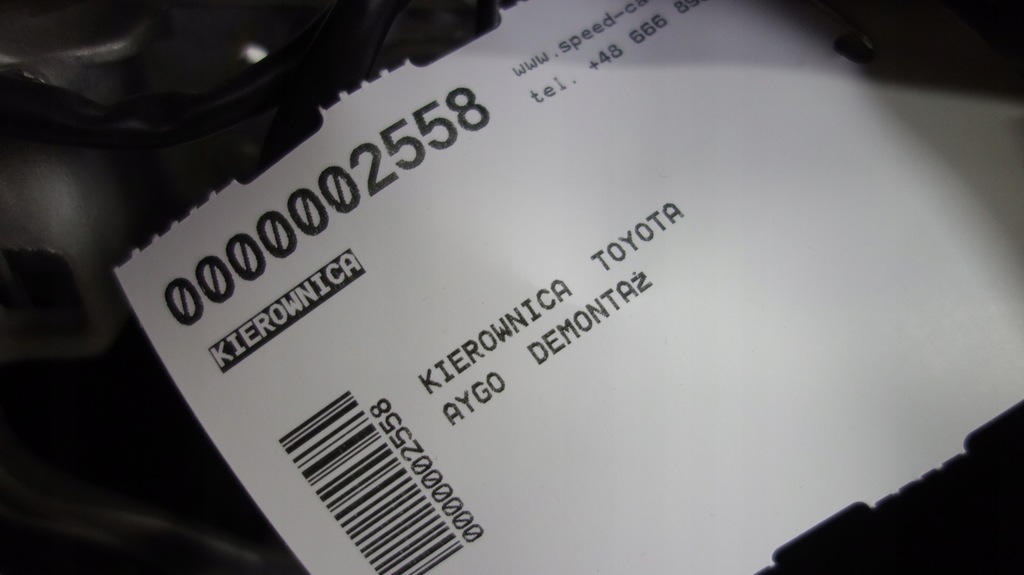 www.speed-ca
tel. +48 666 89
0000002558
KIEROWNICA
KIEROWNICA TOYOTA
AYGO DEMONTAŻ
0000002558